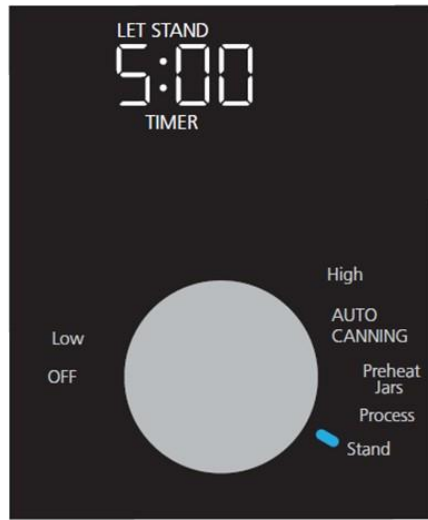 LET STAND
5:00
TIMER
High
AUTO
CANNING
Low
OFF
Preheat
Jars
Process
Stand